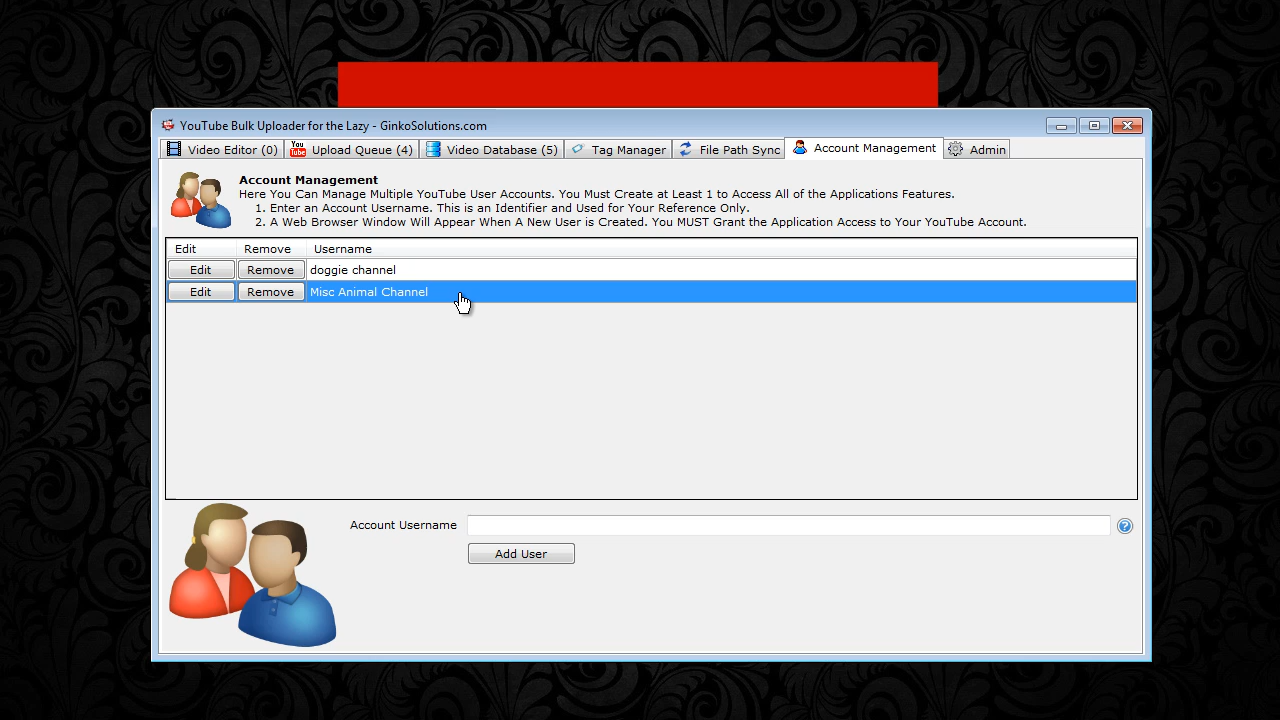 YouTube Bulk Uploader for the Lazy - GinkoSolutions.com
Video Editor (0) You Tube Upload Queue (4) Video Database (5) Tag Manager File Path Sync Account Management Admin
Account Management
Here You Can Manage Multiple YouTube User Accounts. You Must Create at Least 1 to Access All of the Applications Features.
1. Enter an Account Username. This is an Identifier and Used for Your Reference Only.
2. A Web Browser Window Will Appear When A New User is Created. You MUST Grant the Application Access to Your YouTube Account.
Edit Remove Username
Edit Remove doggie channel
Edit Remove Misc Animal Channel
Account Username ?
Add User